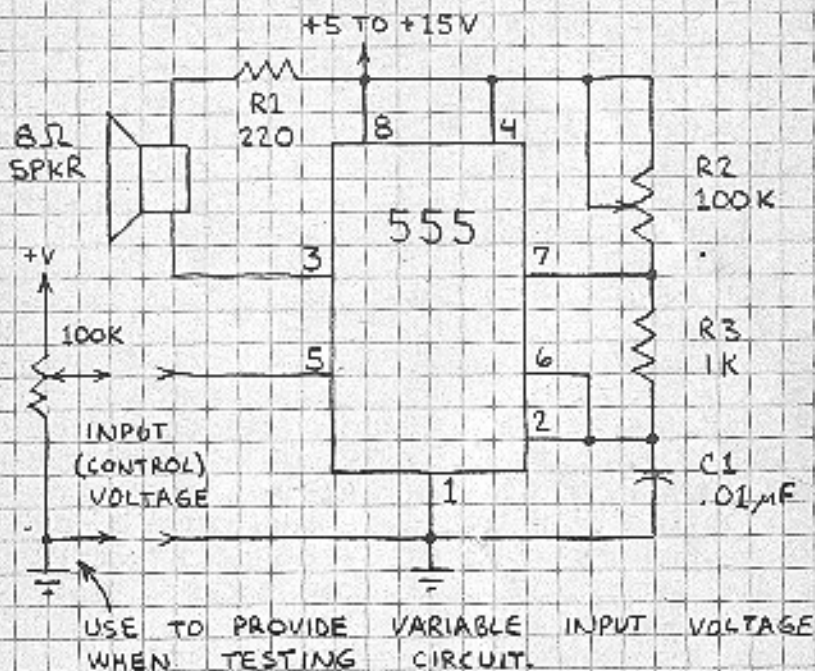 +5 TO +15V
R1
220
8 4
8Ω
SPKR
R2
100K
555
+V
3 7
100K
R3
1K
5 6
2
INPUT
(CONTROL)
VOLTAGE
C1
.01µF
1
USE TO PROVIDE VARIABLE INPUT VOLTAGE
WHEN TESTING CIRCUIT.